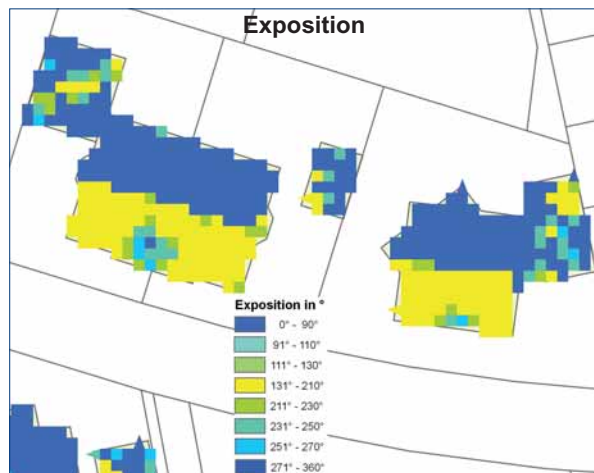 Exposition
Exposition in °
0° - 90°
91° - 110°
111° - 130°
131° - 210°
211° - 230°
231° - 250°
251° - 270°
271° - 360°